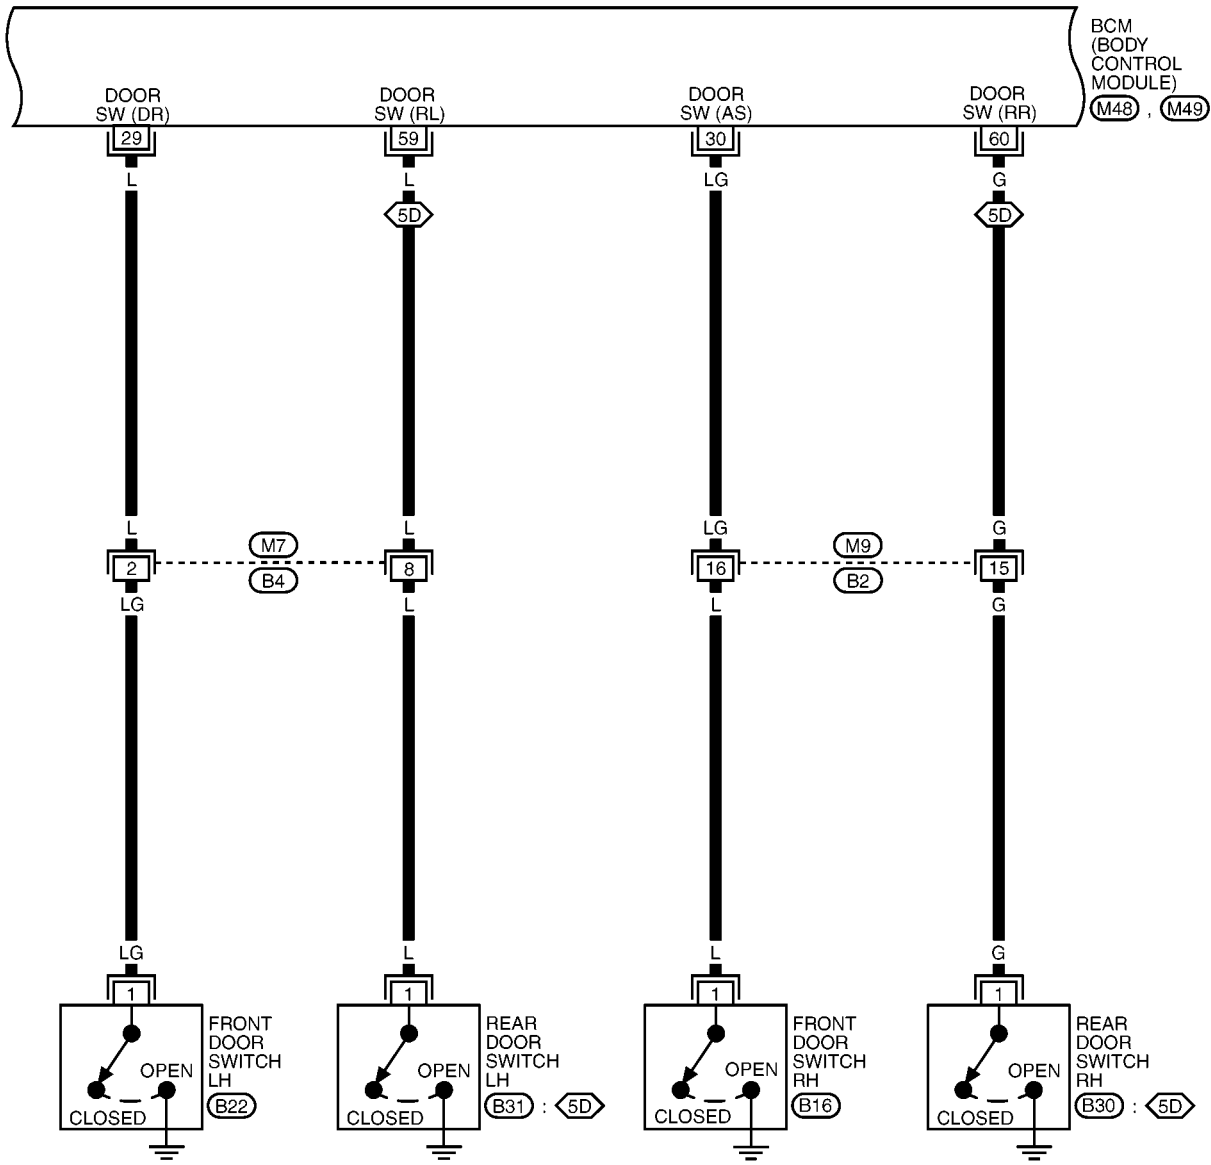 BCM
(BODY
CONTROL
MODULE)
M48 , M49
DOOR
SW (DR)
DOOR
SW (RL)
DOOR
SW (AS)
DOOR
SW (RR)
29
59
30
60
L
L
LG
G
5D
5D
L
L
LG
G
M7
M9
2
8
16
15
B4
B2
LG
L
L
G
LG
L
L
G
1
1
1
1
FRONT
DOOR
SWITCH
LH
B22
OPEN
CLOSED
REAR
DOOR
SWITCH
LH
B31 : 5D
OPEN
CLOSED
FRONT
DOOR
SWITCH
RH
B16
OPEN
CLOSED
REAR
DOOR
SWITCH
RH
B30 : 5D
OPEN
CLOSED